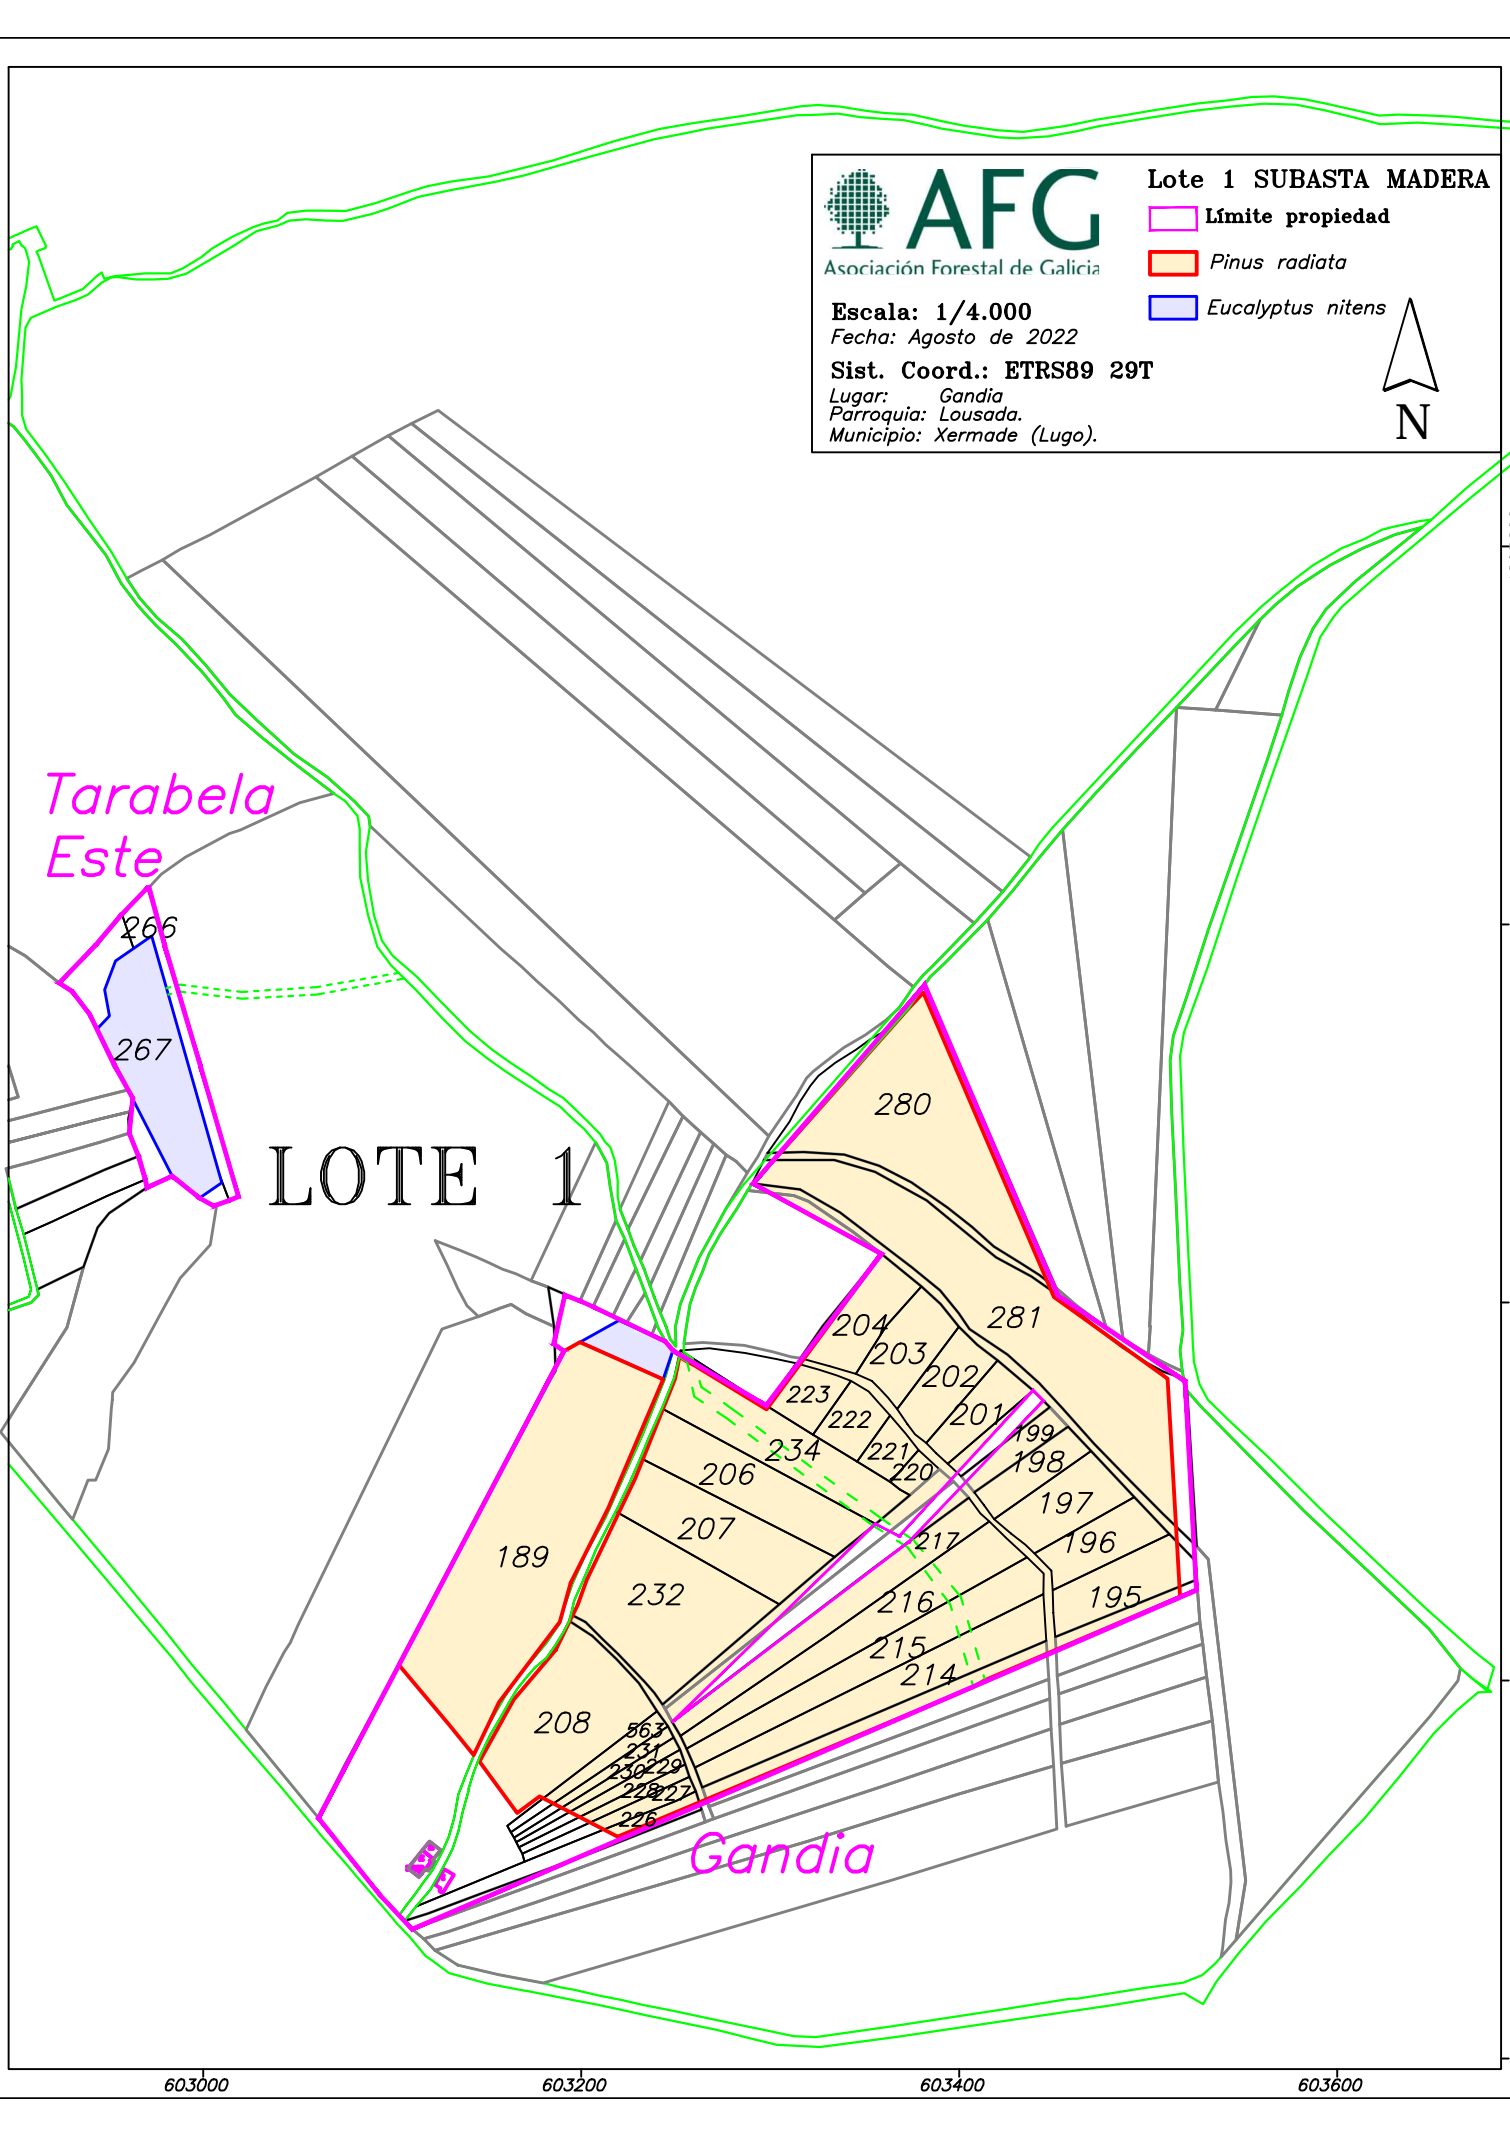 AFG
Asociación Forestal de Galicia
Lote 1 SUBASTA MADERA
Límite propiedad
Pinus radiata
Eucalyptus nitens
Escala: 1/4.000
Fecha: Agosto de 2022
Sist. Coord.: ETRS89 29T
Lugar: Gandia
Parroquia: Lousada.
Municipio: Xermade (Lugo).
N
Tarabela
Este
266
267
LOTE 1
280
281
204
203
202
201
223
222
221
220
199
198
197
196
195
234
206
207
232
217
216
215
214
189
208
563
231
230
229
228
227
226
Gandia
603000
603200
603400
603600